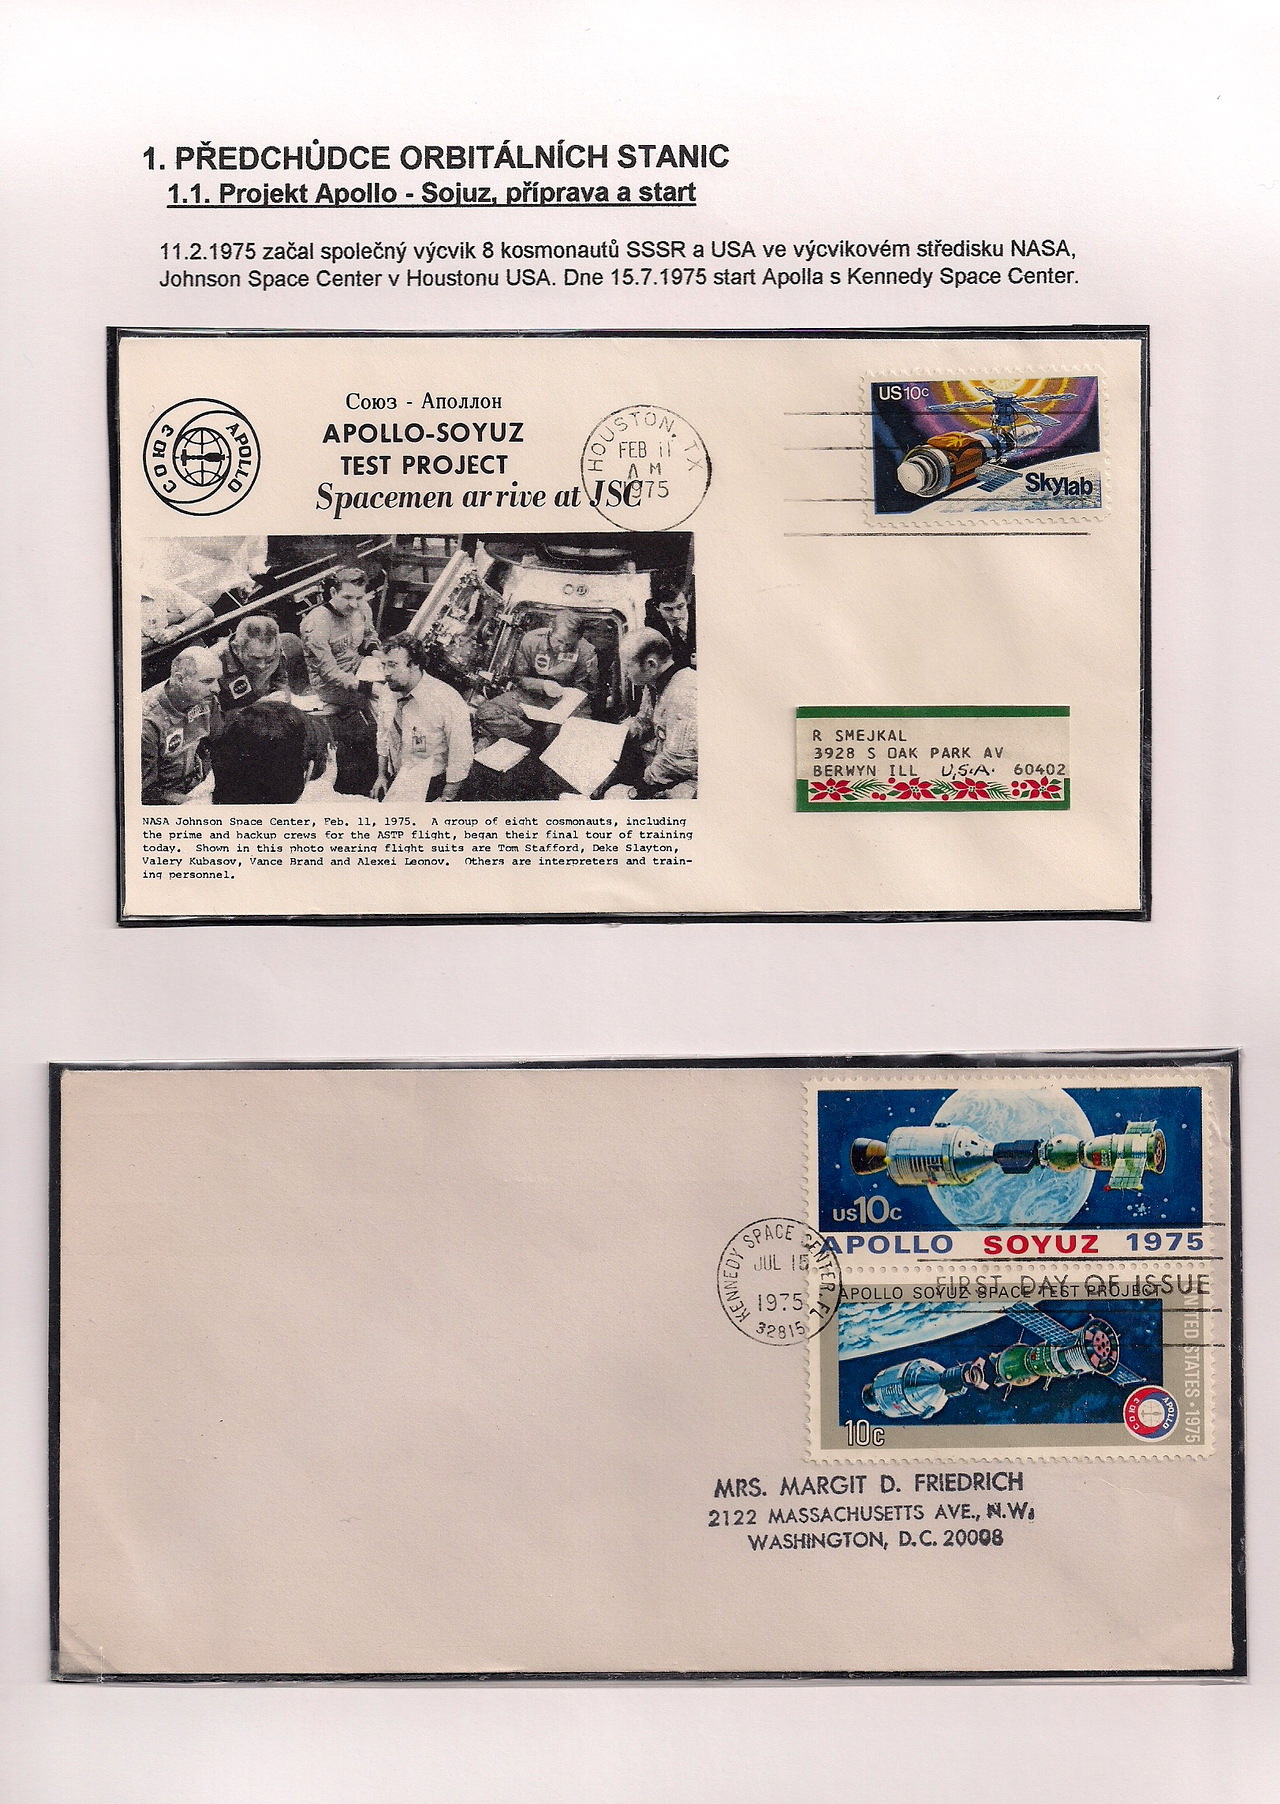 1. PŘEDCHŮDCE ORBITÁLNÍCH STANIC
1.1. Projekt Apollo - Sojuz, příprava a start
11.2.1975 začal společný výcvik 8 kosmonautů SSSR a USA ve výcvikovém středisku NASA,
Johnson Space Center v Houstonu USA. Dne 15.7.1975 start Apolla s Kennedy Space Center.
СОЮЗ APOLLO
Союз - Аполлон
APOLLO-SOYUZ
TEST PROJECT
Spacemen arrive at JSC
HOUSTON, TX
FEB 11
AM
1975
US 10c
Skylab
NASA Johnson Space Center, Feb. 11, 1975. A group of eight cosmonauts, including
the prime and backup crews for the ASTP flight, began their final tour of training
today. Shown in this photo wearing flight suits are Tom Stafford, Deke Slayton,
Valery Kubasov, Vance Brand and Alexei Leonov. Others are interpreters and train-
ing personnel.
R SMEJKAL
3928 S OAK PARK AV
BERWYN ILL U.S.A. 60402
US 10c
APOLLO SOYUZ 1975
KENNEDY SPACE CENTER, FL
JUL 15
1975
32815
FIRST DAY OF ISSUE
APOLLO SOYUZ SPACE TEST PROJECT
UNITED STATES • 1975
10c
СОЮЗ APOLLO
MRS. MARGIT D. FRIEDRICH
2122 MASSACHUSETTS AVE., N.W.
WASHINGTON, D.C. 20008